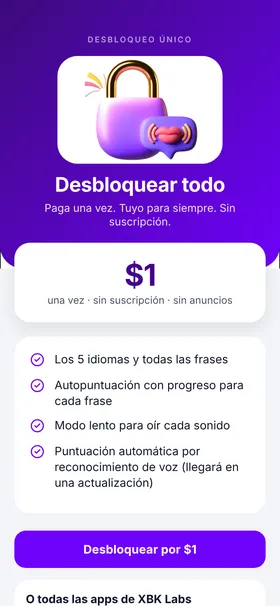 DESBLOQUEO ÚNICO
Desbloquear todo
Paga una vez. Tuyo para siempre. Sin
suscripción.
$1
una vez · sin suscripción · sin anuncios
Los 5 idiomas y todas las frases
Autopuntuación con progreso para
cada frase
Modo lento para oír cada sonido
Puntuación automática por
reconocimiento de voz (llegará en
una actualización)
Desbloquear por $1
O todas las apps de XBK Labs